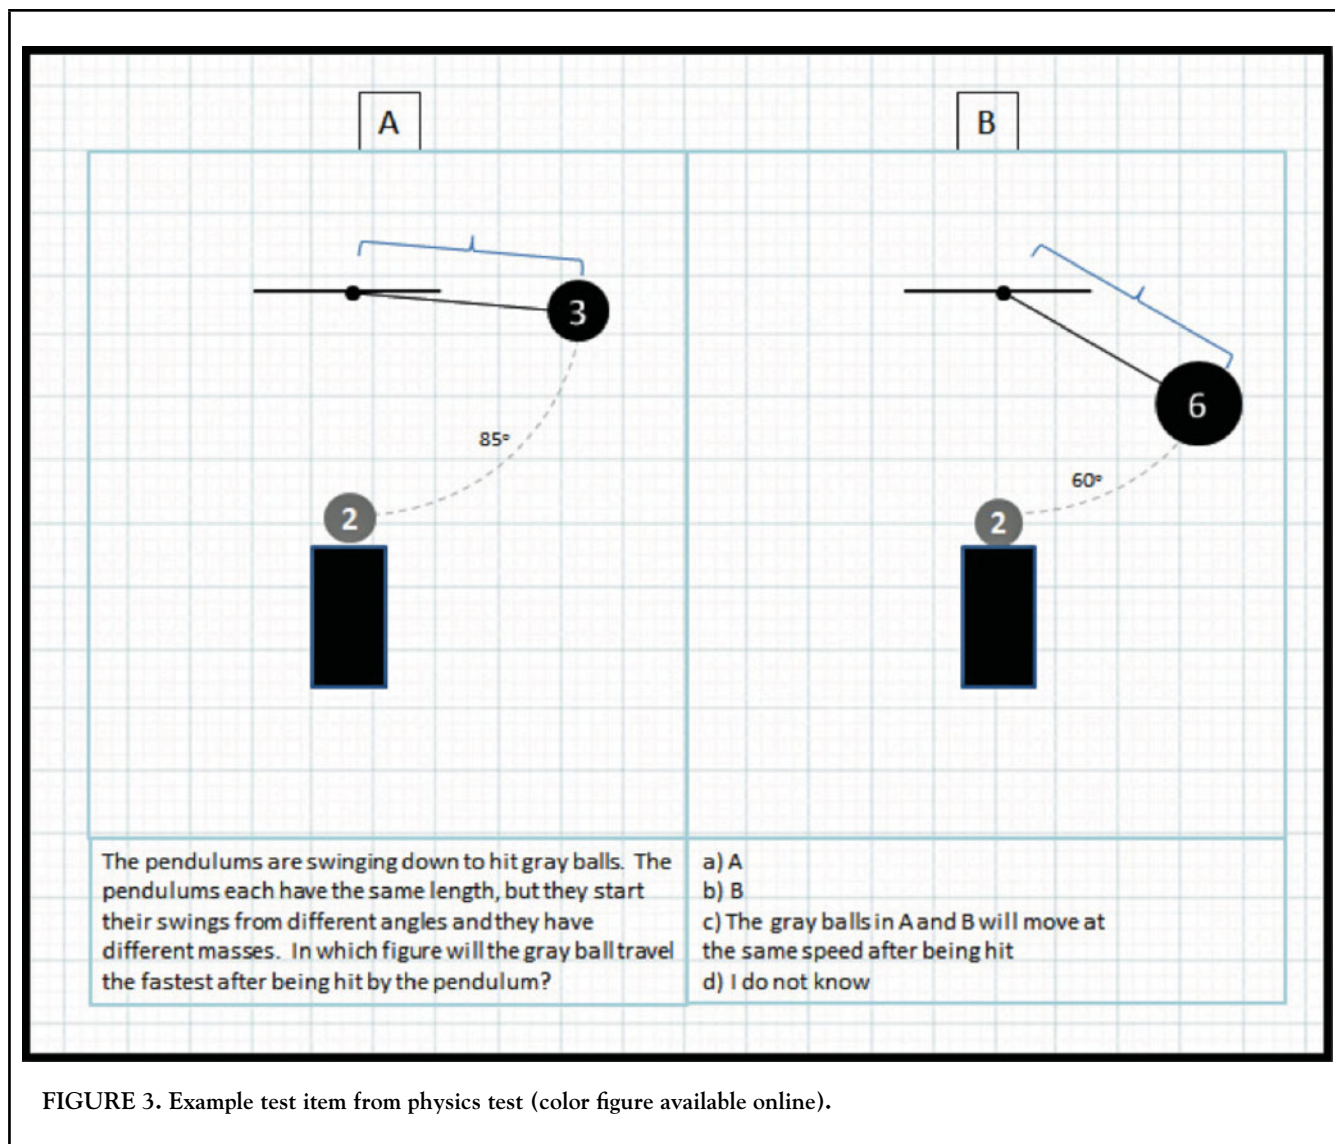 A
B
3
6
85°
60°
2
2
The pendulums are swinging down to hit gray balls. The
pendulums each have the same length, but they start
their swings from different angles and they have
different masses. In which figure will the gray ball travel
the fastest after being hit by the pendulum?
a) A
b) B
c) The gray balls in A and B will move at
the same speed after being hit
d) I do not know
FIGURE 3. Example test item from physics test (color figure available online).